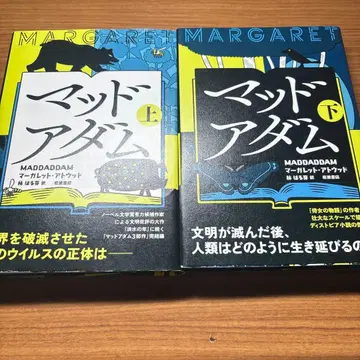 MARGARET
マッド
アダム
上
MADDADDAM
マーガレット・アトウッド
林 はる芽 訳 岩波書店
ノーベル文学賞有力候補作家
による文明批判の大作
『洪水の年』に続く
「マッドアダム3部作」完結編
界を破滅させた
のウイルスの正体は――
MARGARET
マッド
アダム
下
MADDADDAM
マーガレット・アトウッド
林 はる芽 訳 岩波書店
『侍女の物語』の作者
壮大なスケールで
ディストピア小説の
文明が滅んだ後、
人類はどのように生き延びるの